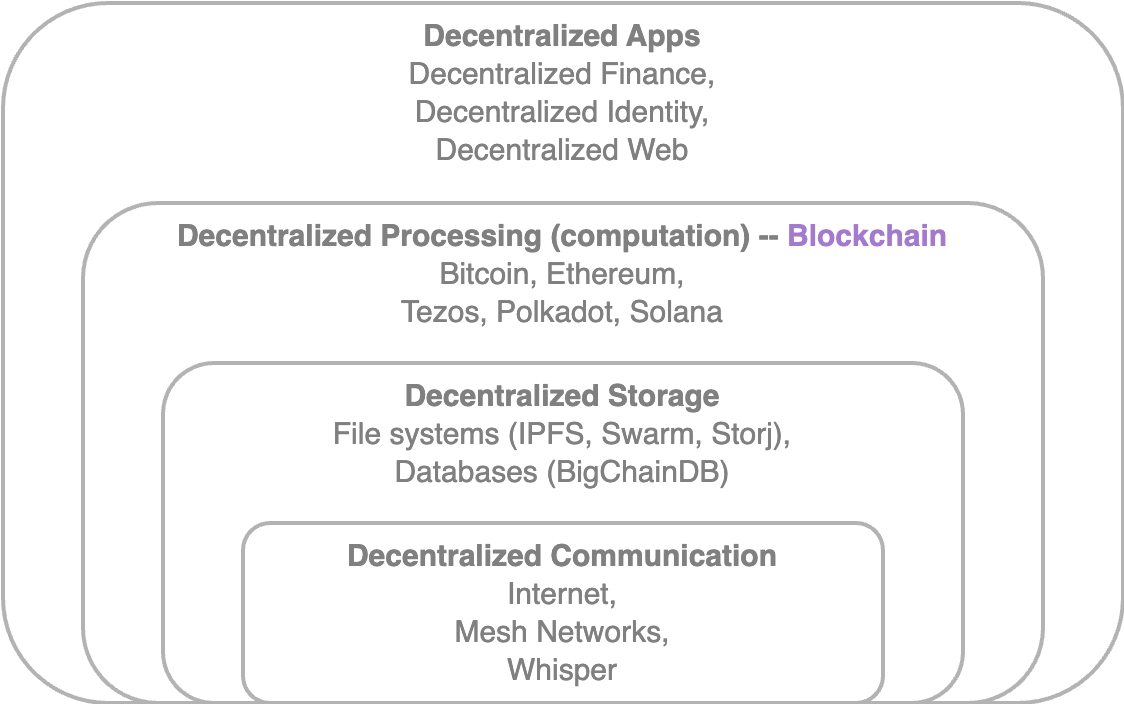 Decentralized Apps
Decentralized Finance,
Decentralized Identity,
Decentralized Web
Decentralized Processing (computation) -- Blockchain
Bitcoin, Ethereum,
Tezos, Polkadot, Solana
Decentralized Storage
File systems (IPFS, Swarm, Storj),
Databases (BigChainDB)
Decentralized Communication
Internet,
Mesh Networks,
Whisper